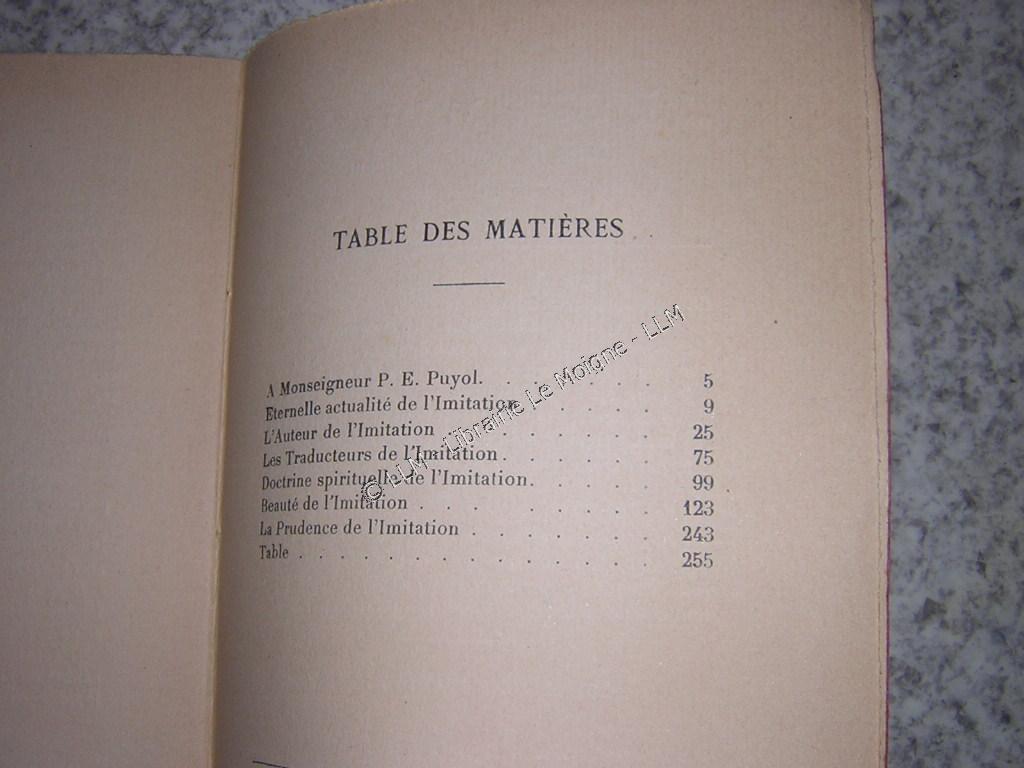 TABLE DES MATIÈRES
A Monseigneur P. E. Puyol. . . . . . . . 5
Eternelle actualité de l'Imitation . . . . . 9
L'Auteur de l'Imitation . . . . . . . 25
Les Traducteurs de l'Imitation . . . . . . 75
Doctrine spirituelle de l'Imitation. . . . . 99
Beauté de l'Imitation . . . . . . . . 123
La Prudence de l'Imitation . . . . . . . 243
Table . . . . . . . . . . . . . 255
© LLM - Librairie Le Moigne - LLM